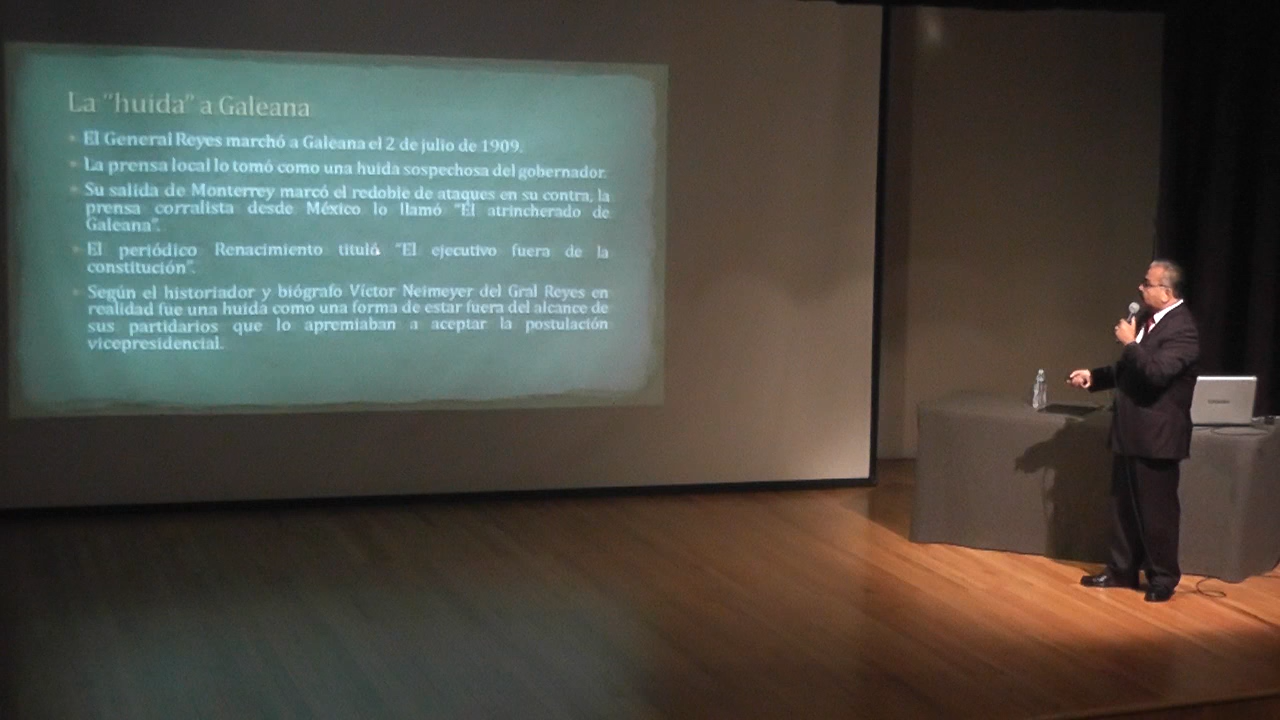 La "huida" a Galeana
El General Reyes marchó a Galeana el 2 de julio de 1909.
La prensa local lo tomó como una huida sospechosa del gobernador.
Su salida de Monterrey marcó el redoble de ataques en su contra, la
prensa corralista desde México lo llamó "El atrincherado de
Galeana".
El periódico Renacimiento tituló "El ejecutivo fuera de la
constitución".
Según el historiador y biógrafo Víctor Neimeyer del Gral Reyes en
realidad fue una huida como una forma de estar fuera del alcance de
sus partidarios que lo apremiaban a aceptar la postulación
vicepresidencial.